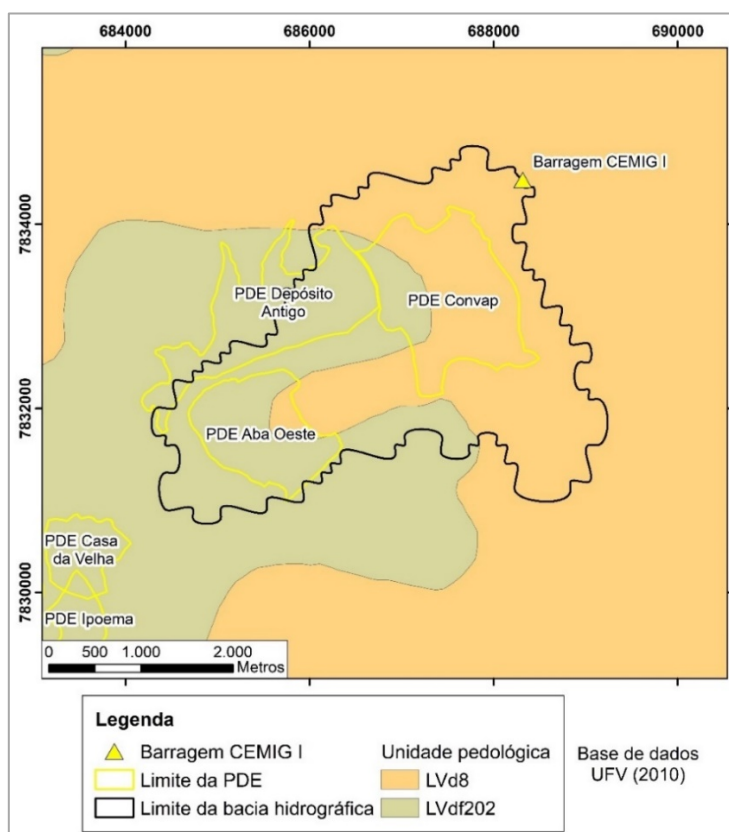 684000 686000 688000 690000
Barragem CEMIG I
7834000
PDE Depósito
Antigo
PDE Convap
7832000
PDE Aba Oeste
PDE Casa
da Velha
7830000
PDE Ipoema
0 500 1.000 2.000
Metros
Legenda
Barragem CEMIG I
Limite da PDE
Limite da bacia hidrográfica
Unidade pedológica
LVd8
LVdf202
Base de dados
UFV (2010)